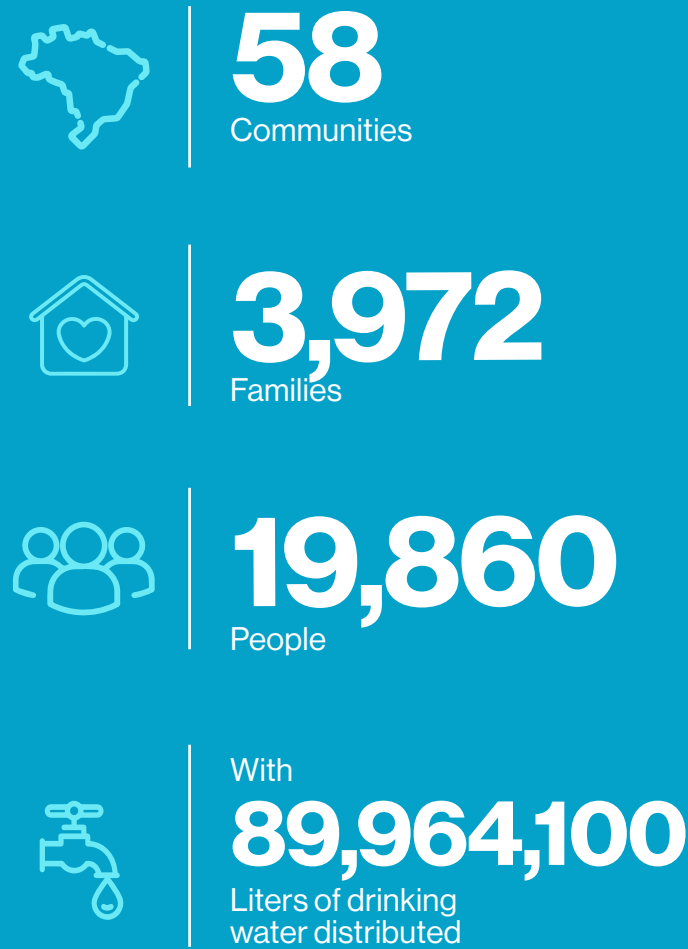 58
Communities
3,972
Families
19,860
People
With
89,964,100
Liters of drinking
water distributed